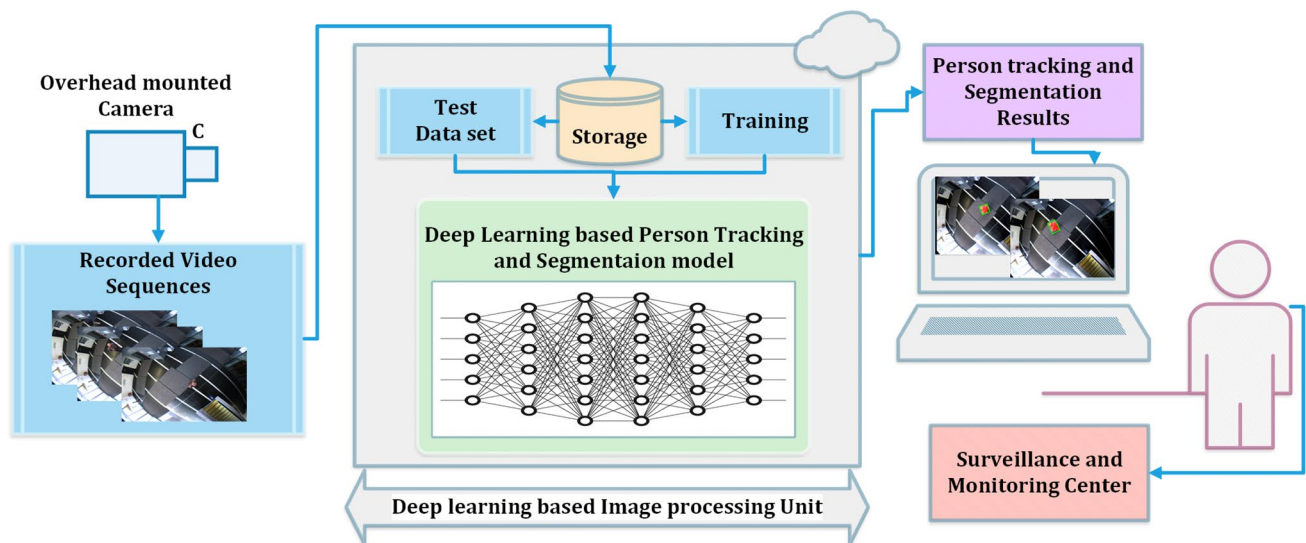 Overhead mounted
Camera
C
Recorded Video
Sequences
Test
Data set
Storage
Training
Deep Learning based Person Tracking
and Segmentaion model
Deep learning based Image processing Unit
Person tracking and
Segmentation
Results
Surveillance and
Monitoring Center